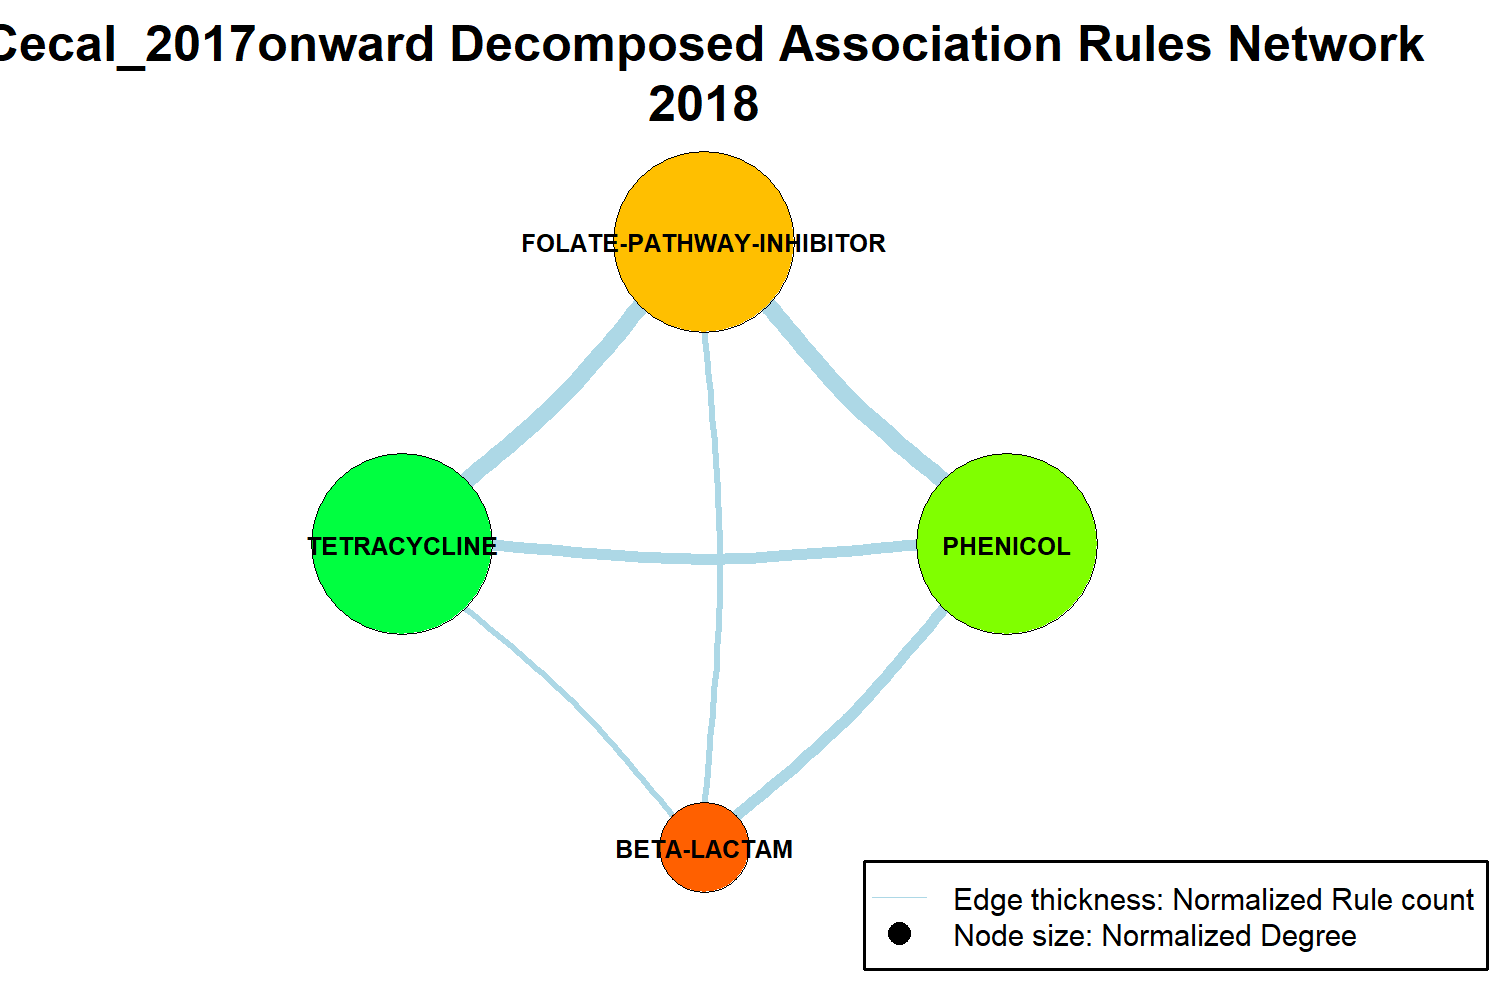 Cecal_2017onward Decomposed Association Rules Network
2018
FOLATE-PATHWAY-INHIBITOR
TETRACYCLINE
PHENICOL
BETA-LACTAM
Edge thickness: Normalized Rule count
Node size: Normalized Degree